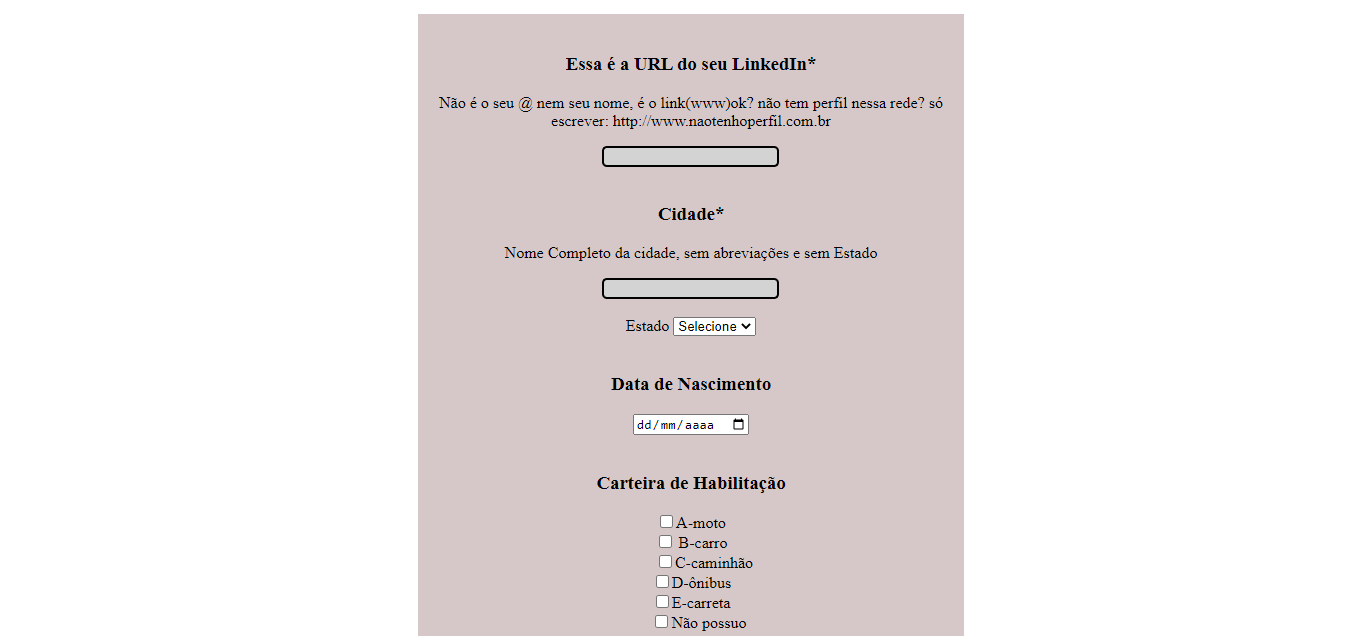 Essa é a URL do seu LinkedIn*
Não é o seu @ nem seu nome, é o link(www)ok? não tem perfil nessa rede? só
escrever: http://www.naotenhoperfil.com.br
Cidade*
Nome Completo da cidade, sem abreviações e sem Estado
Estado Selecione
Data de Nascimento
dd/mm/aaaa
Carteira de Habilitação
A-moto
B-carro
C-caminhão
D-ônibus
E-carreta
Não possuo